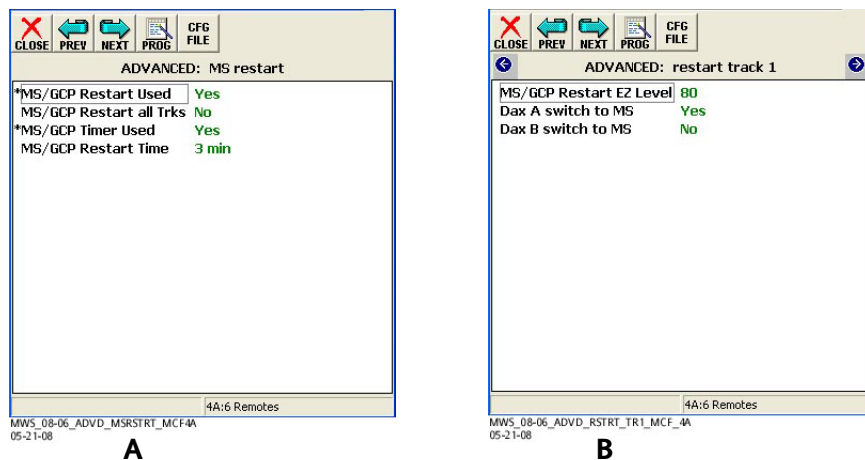 CLOSE PREV NEXT PROG CFG FILE
ADVANCED: MS restart
*MS/GCP Restart Used Yes
MS/GCP Restart all Trks No
*MS/GCP Timer Used Yes
MS/GCP Restart Time 3 min
4A:6 Remotes
MWS_08-06_ADVD_MSRSTRT_MCF4A
05-21-08
A
CLOSE PREV NEXT PROG CFG FILE
ADVANCED: restart track 1
MS/GCP Restart EZ Level 80
Dax A switch to MS Yes
Dax B switch to MS No
4A:6 Remotes
MWS_08-06_ADVD_RSTRT_TR1_MCF_4A
05-21-08
B